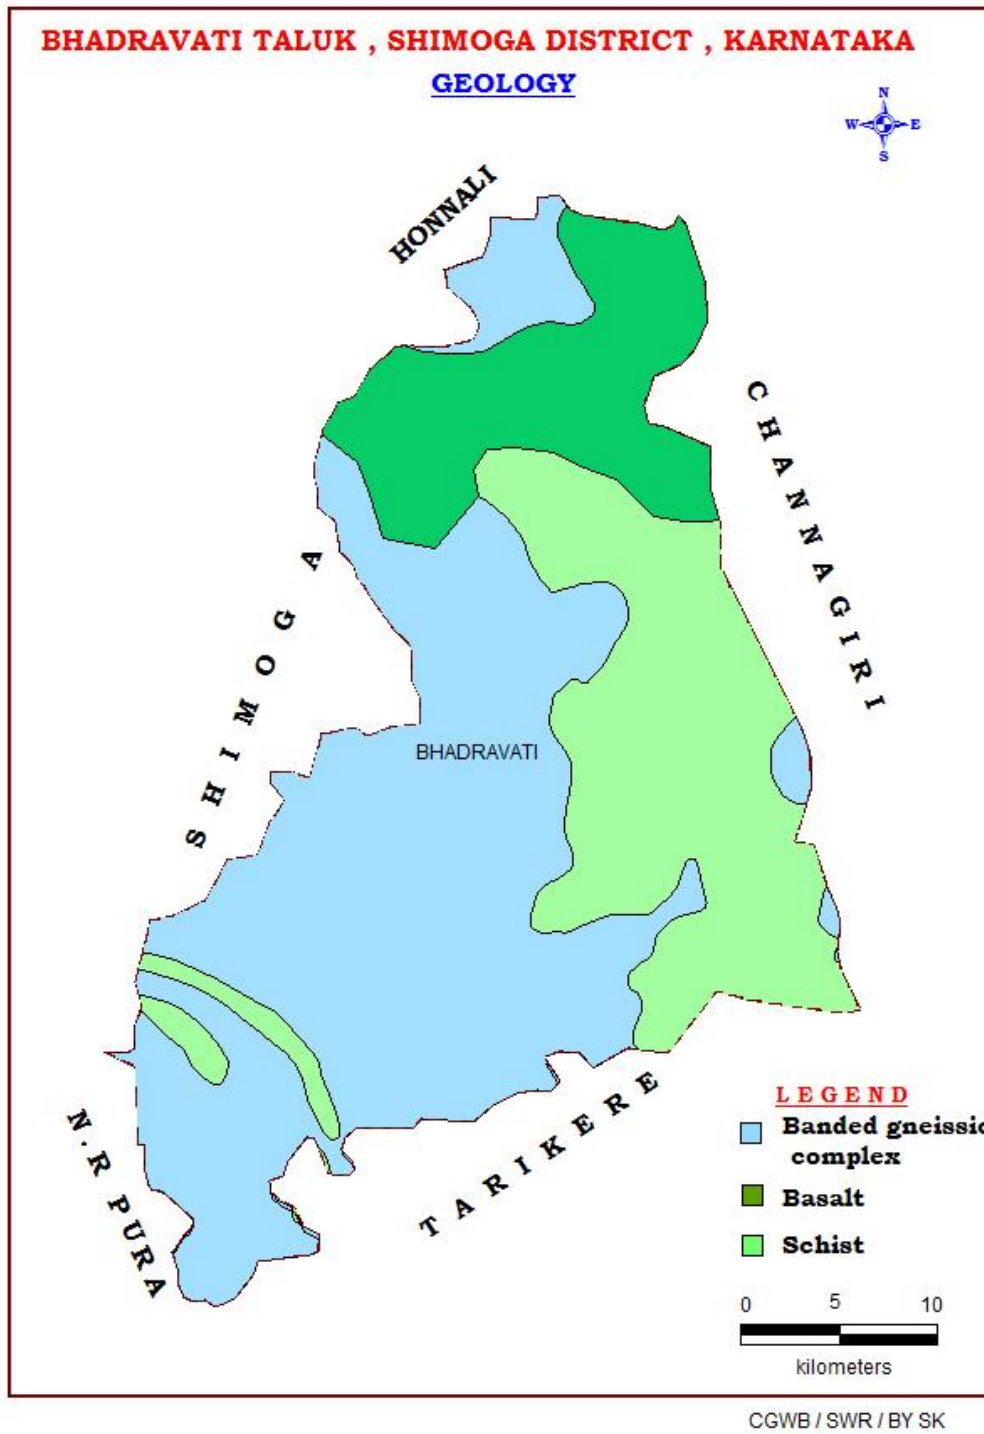 BHADRAVATI TALUK , SHIMOGA DISTRICT , KARNATAKA
GEOLOGY
N
W E
S
HONNALI
CHANNAGIRI
SHIMOGA
BHADRAVATI
N.R PURA
TARIKERE
LEGEND
Banded gneissic
complex
Basalt
Schist
0 5 10
kilometers
CGWB / SWR / BY SK